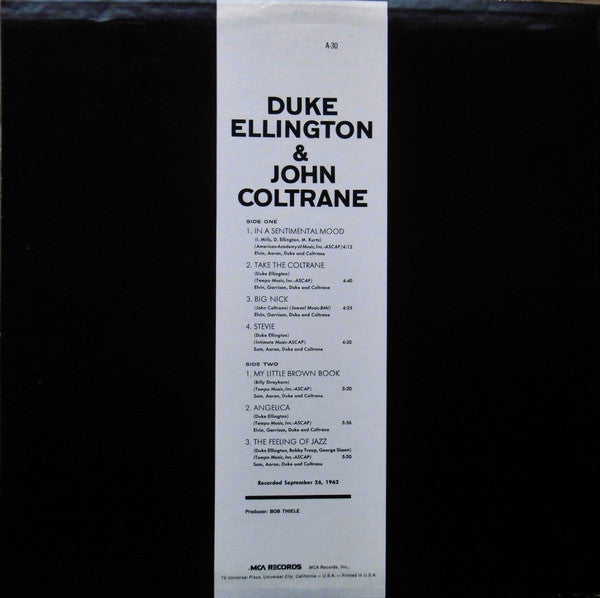 A-30
DUKE
ELLINGTON
&
JOHN
COLTRANE
SIDE ONE
1. IN A SENTIMENTAL MOOD
(I. Mills, D. Ellington, M. Kurtz)
(American Academy of Music, Inc.-ASCAP) 4:12
Elvin, Aaron, Duke and Coltrane
2. TAKE THE COLTRANE
(Duke Ellington)
(Tempo Music, Inc.-ASCAP) 4:40
Elvin, Garrison, Duke and Coltrane
3. BIG NICK
(John Coltrane) (Jowcol Music-BMI) 4:25
Elvin, Garrison, Duke and Coltrane
4. STEVIE
(Duke Ellington)
(Intimate Music-ASCAP) 4:20
Sam, Aaron, Duke and Coltrane
SIDE TWO
1. MY LITTLE BROWN BOOK
(Billy Strayhorn)
(Tempo Music, Inc.-ASCAP) 5:20
Sam, Aaron, Duke and Coltrane
2. ANGELICA
(Duke Ellington)
(Tempo Music, Inc.-ASCAP) 5:56
Elvin, Garrison, Duke and Coltrane
3. THE FEELING OF JAZZ
(Duke Ellington, Bobby Troup, George Simon)
(Tempo Music, Inc.-ASCAP) 5:30
Sam, Aaron, Duke and Coltrane
Recorded September 26, 1962
Producer: BOB THIELE
MCA RECORDS MCA Records, Inc.,
70 Universal Plaza, Universal City, California – U.S.A. – Printed in U.S.A.